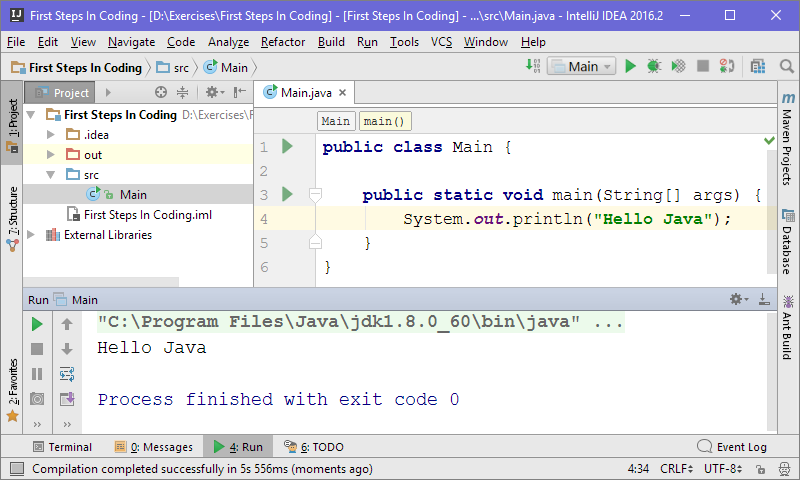 First Steps In Coding - [D:\Exercises\First Steps In Coding] - [First Steps In Coding] - ...\src\Main.java - IntelliJ IDEA 2016.2
File Edit View Navigate Code Analyze Refactor Build Run Tools VCS Window Help
First Steps In Coding src Main Main
1: Project
7: Structure
2: Favorites
Project
First Steps In Coding D:\Exercises\F
.idea
out
src
Main
First Steps In Coding.iml
External Libraries
Main.java
Main main()
1 public class Main {
2
3 public static void main(String[] args) {
4 System.out.println("Hello Java");
5 }
6 }
Maven Projects
Database
Ant Build
Run Main
"C:\Program Files\Java\jdk1.8.0_60\bin\java" ...
Hello Java
Process finished with exit code 0
Terminal 0: Messages 4: Run 6: TODO Event Log
Compilation completed successfully in 5s 556ms (moments ago) 4:34 CRLF UTF-8